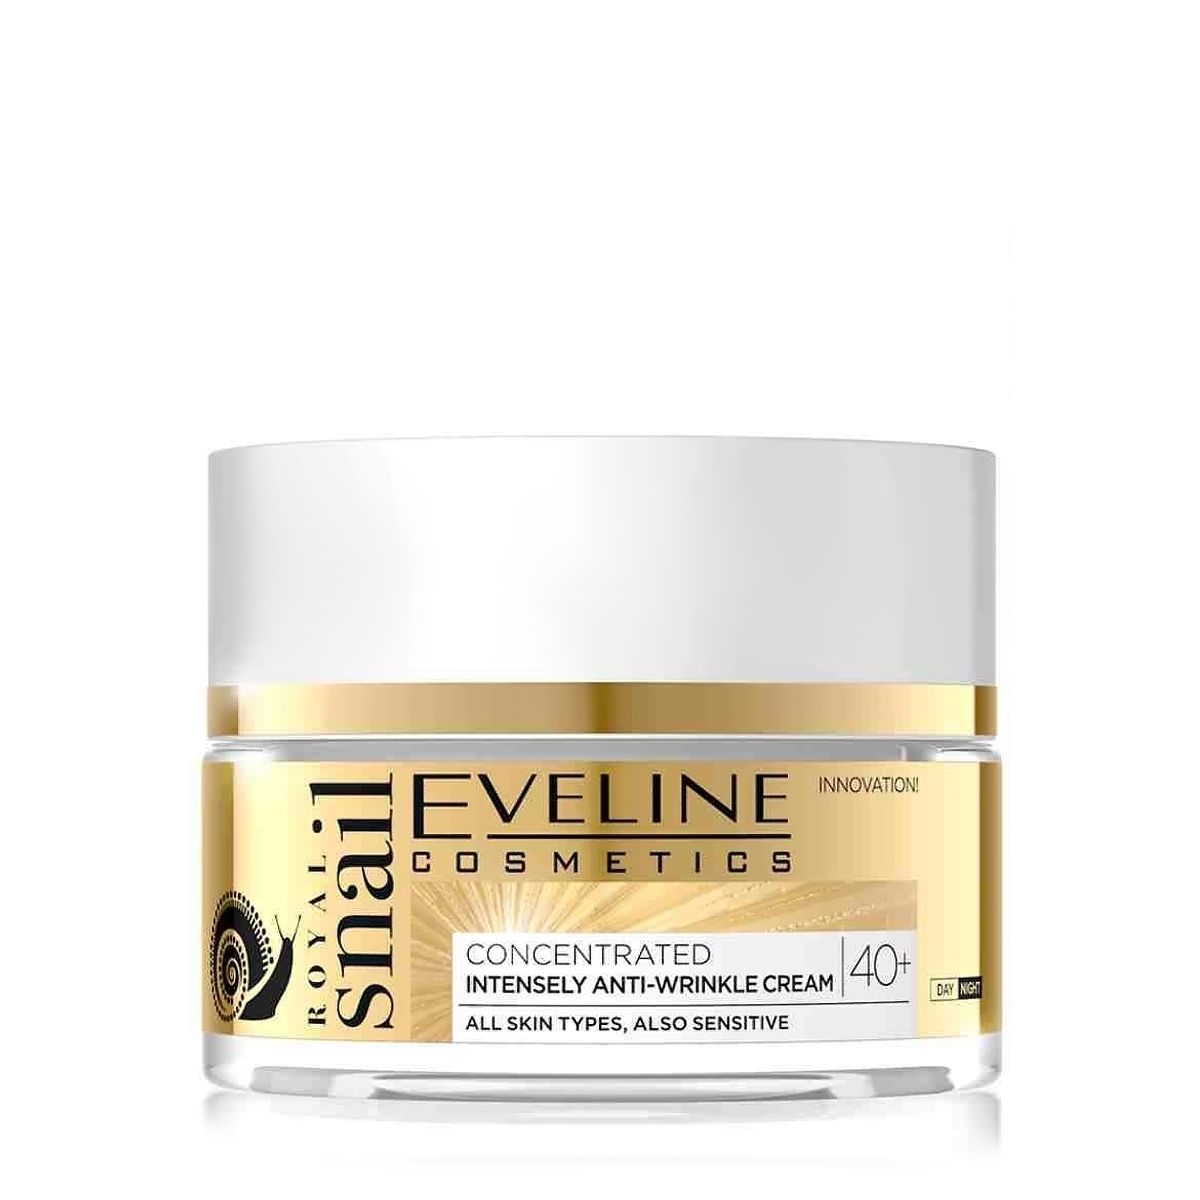 ROYAL
snail
EVELINE
COSMETICS
INNOVATION!
CONCENTRATED
INTENSELY ANTI-WRINKLE CREAM
40+
ALL SKIN TYPES, ALSO SENSITIVE
DAY NIGHT